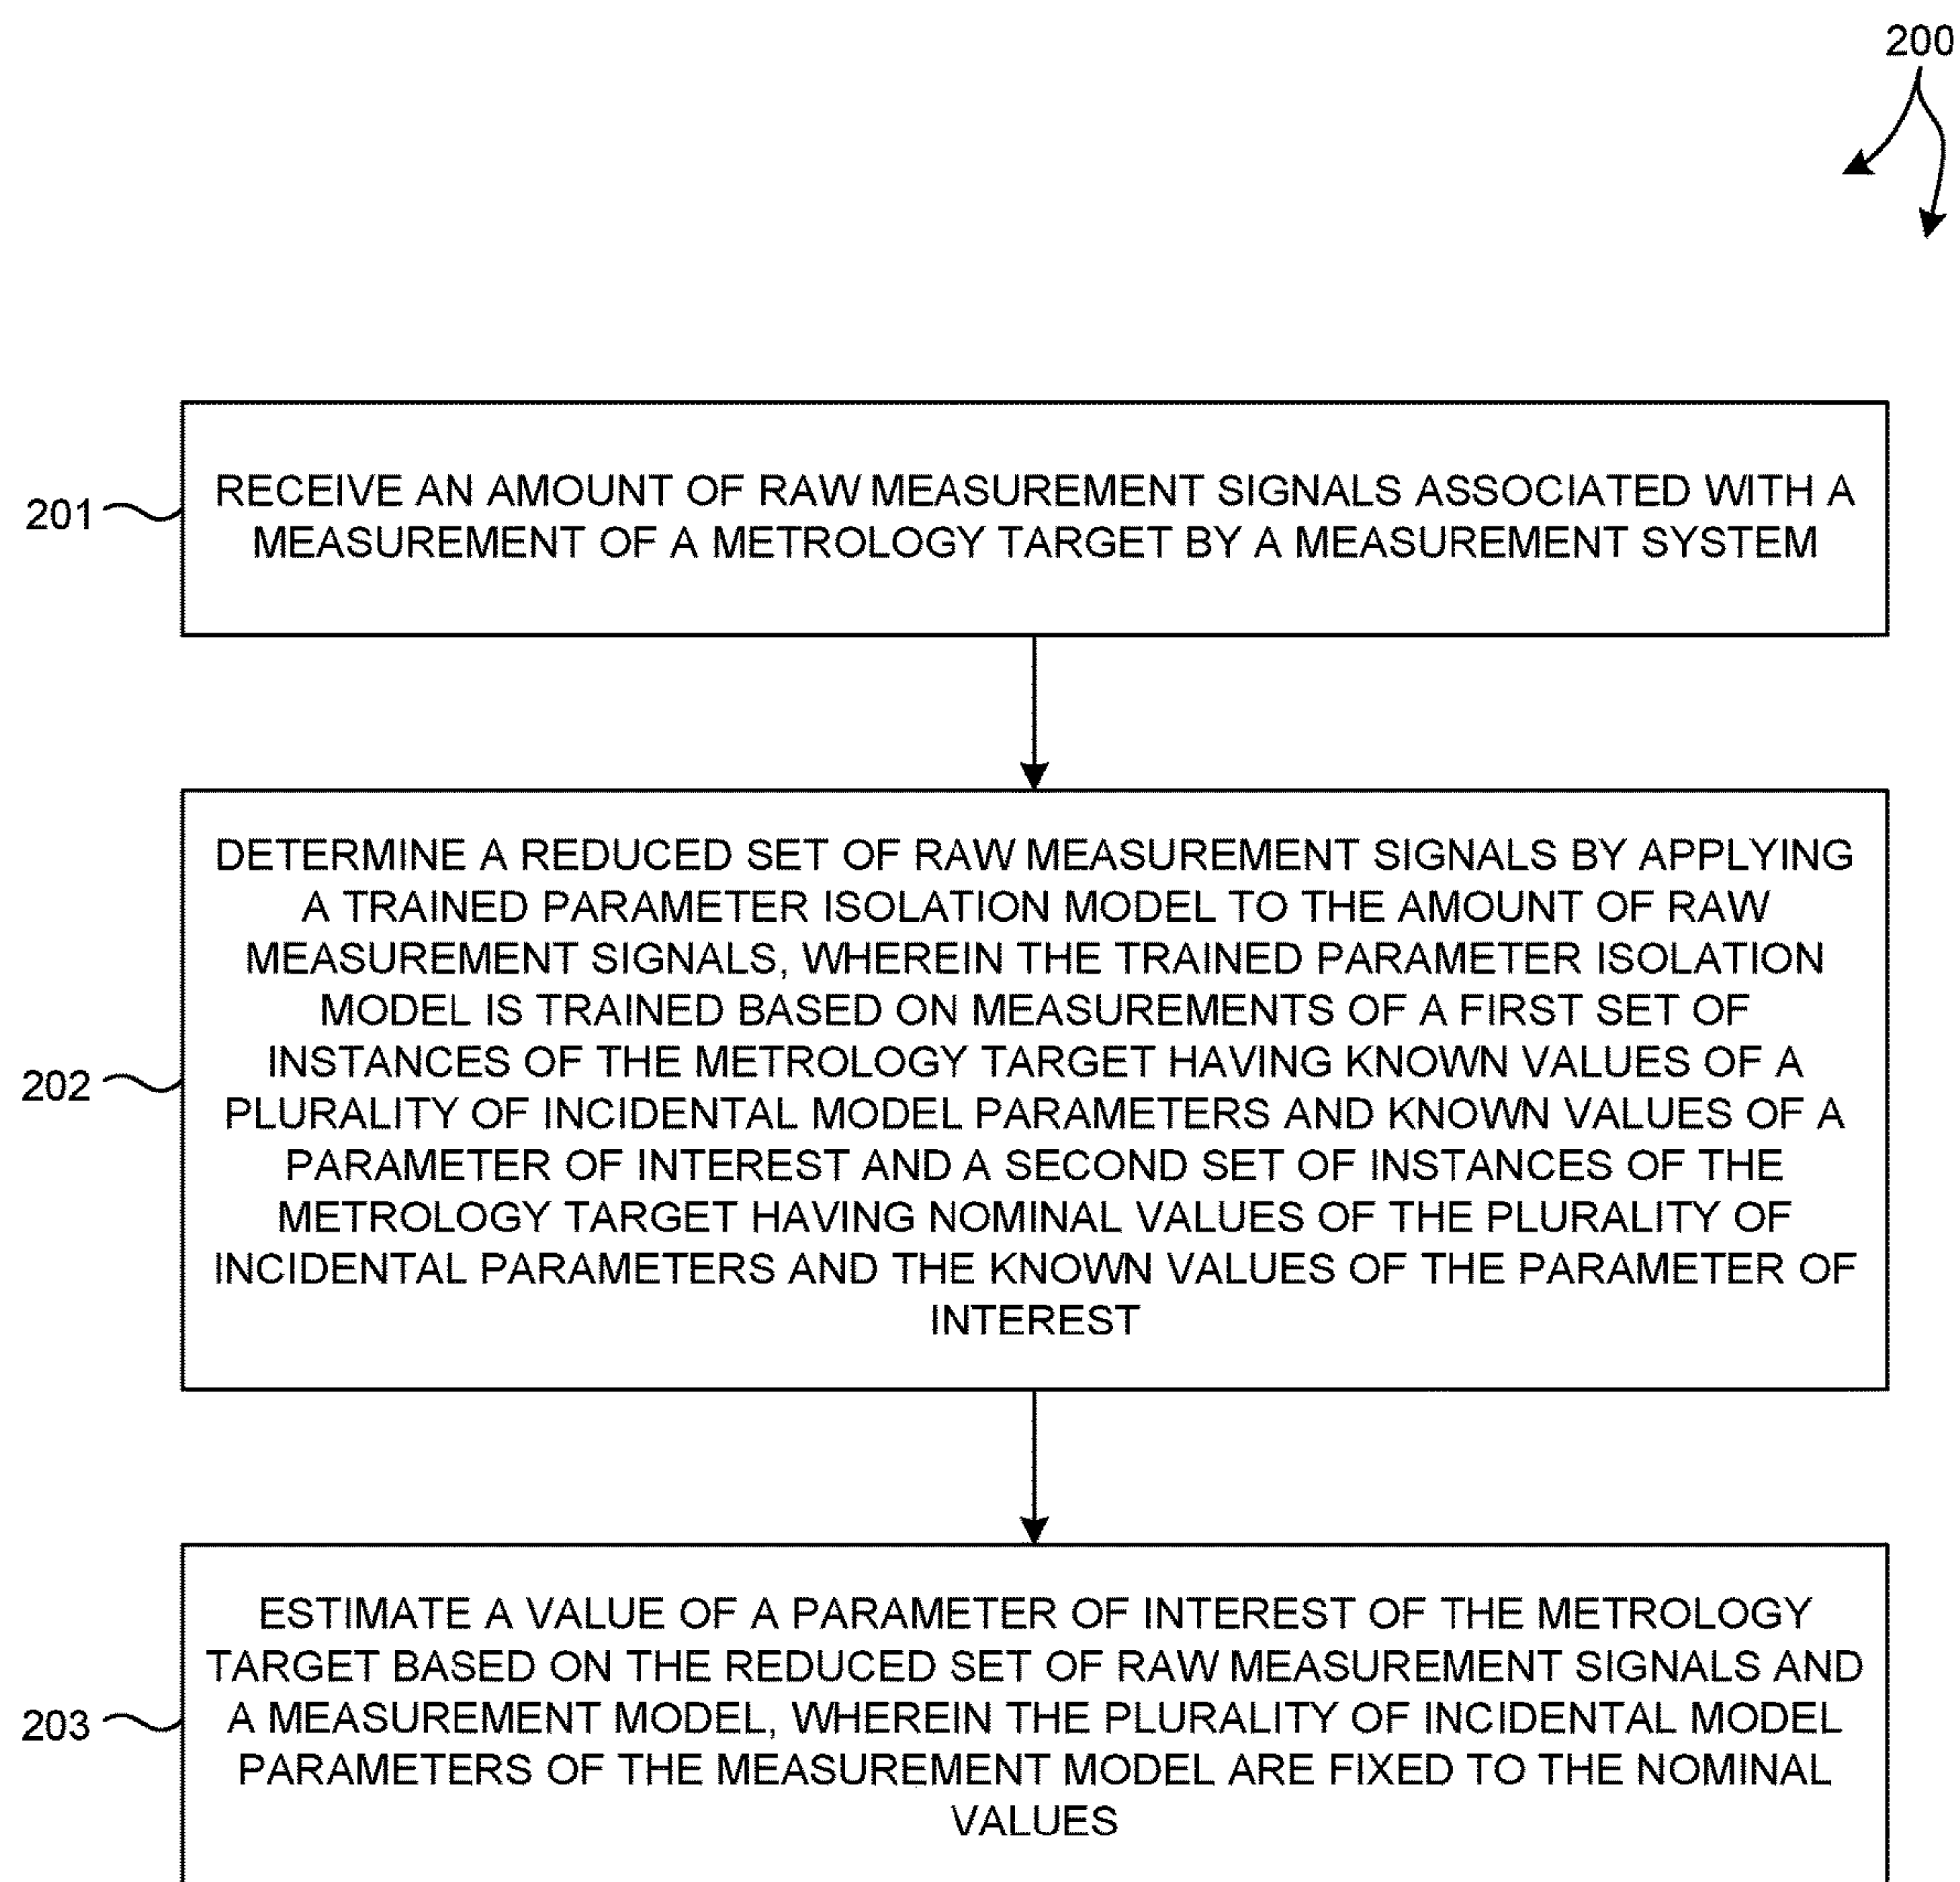 200
201
RECEIVE AN AMOUNT OF RAW MEASUREMENT SIGNALS ASSOCIATED WITH A
MEASUREMENT OF A METROLOGY TARGET BY A MEASUREMENT SYSTEM
202
DETERMINE A REDUCED SET OF RAW MEASUREMENT SIGNALS BY APPLYING
A TRAINED PARAMETER ISOLATION MODEL TO THE AMOUNT OF RAW
MEASUREMENT SIGNALS, WHEREIN THE TRAINED PARAMETER ISOLATION
MODEL IS TRAINED BASED ON MEASUREMENTS OF A FIRST SET OF
INSTANCES OF THE METROLOGY TARGET HAVING KNOWN VALUES OF A
PLURALITY OF INCIDENTAL MODEL PARAMETERS AND KNOWN VALUES OF A
PARAMETER OF INTEREST AND A SECOND SET OF INSTANCES OF THE
METROLOGY TARGET HAVING NOMINAL VALUES OF THE PLURALITY OF
INCIDENTAL PARAMETERS AND THE KNOWN VALUES OF THE PARAMETER OF
INTEREST
203
ESTIMATE A VALUE OF A PARAMETER OF INTEREST OF THE METROLOGY
TARGET BASED ON THE REDUCED SET OF RAW MEASUREMENT SIGNALS AND
A MEASUREMENT MODEL, WHEREIN THE PLURALITY OF INCIDENTAL MODEL
PARAMETERS OF THE MEASUREMENT MODEL ARE FIXED TO THE NOMINAL
VALUES